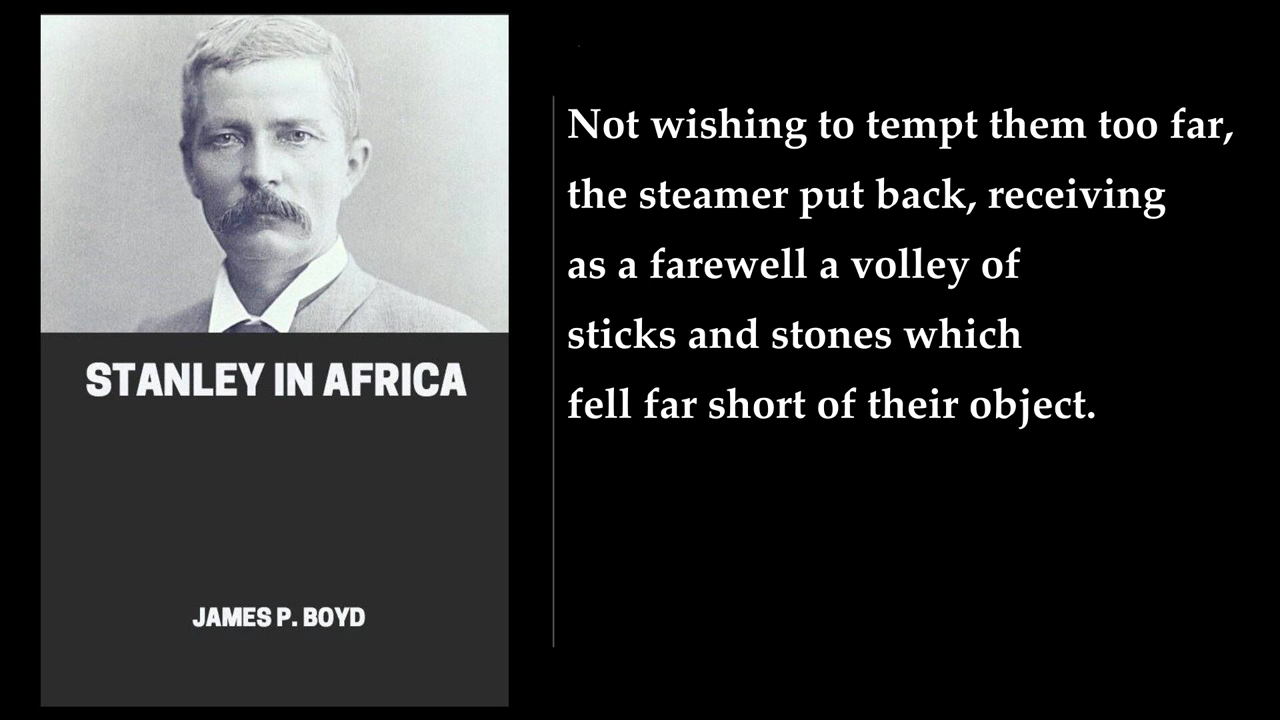 STANLEY IN AFRICA
JAMES P. BOYD
Not wishing to tempt them too far,
the steamer put back, receiving
as a farewell a volley of
sticks and stones which
fell far short of their object.